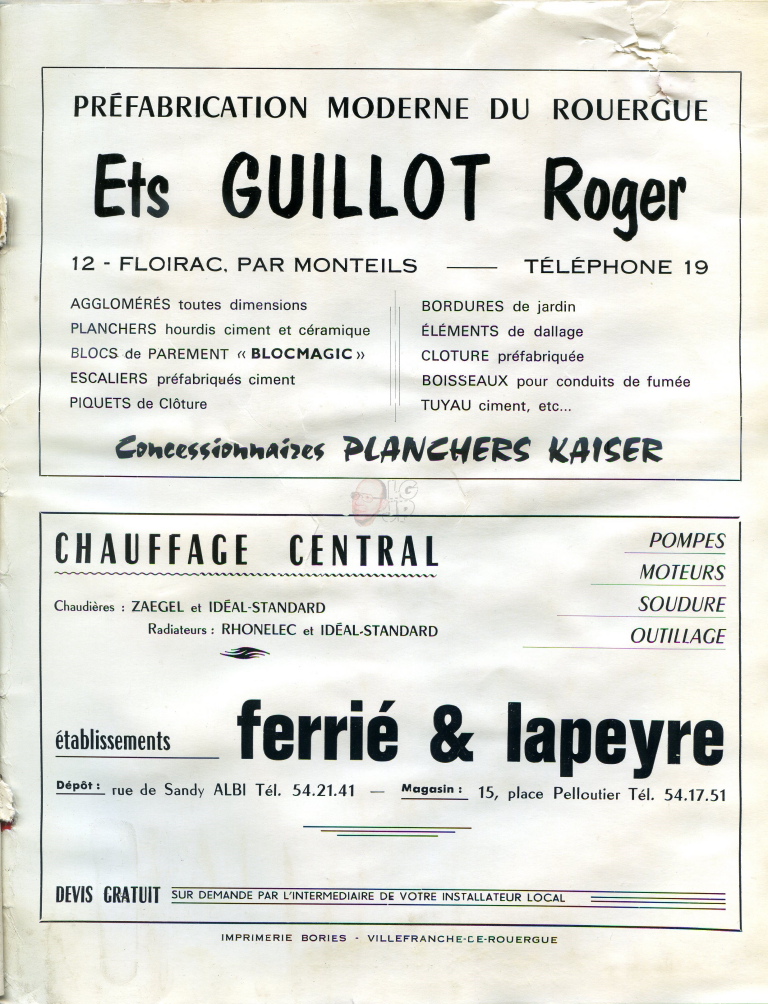 PRÉFABRICATION MODERNE DU ROUERGUE
Ets GUILLOT Roger
12 - FLOIRAC, PAR MONTEILS —— TÉLÉPHONE 19
AGGLOMÉRÉS toutes dimensions
PLANCHERS hourdis ciment et céramique
BLOCS de PAREMENT « BLOCMAGIC »
ESCALIERS préfabriqués ciment
PIQUETS de Clôture
BORDURES de jardin
ÉLÉMENTS de dallage
CLOTURE préfabriquée
BOISSEAUX pour conduits de fumée
TUYAU ciment, etc...
Concessionnaires PLANCHERS KAISER
LG
JP
CHAUFFAGE CENTRAL
Chaudières : ZAEGEL et IDÉAL-STANDARD
Radiateurs : RHONELEC et IDÉAL-STANDARD
POMPES
MOTEURS
SOUDURE
OUTILLAGE
établissements ferrié & lapeyre
Dépôt : rue de Sandy ALBI Tél. 54.21.41 — Magasin : 15, place Pelloutier Tél. 54.17.51
DEVIS GRATUIT SUR DEMANDE PAR L'INTERMEDIAIRE DE VOTRE INSTALLATEUR LOCAL
IMPRIMERIE BORIES - VILLEFRANCHE-DE-ROUERGUE